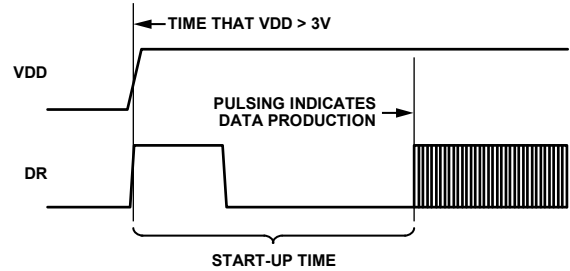 TIME THAT VDD > 3V
VDD
PULSING INDICATES
DATA PRODUCTION
DR
START-UP TIME